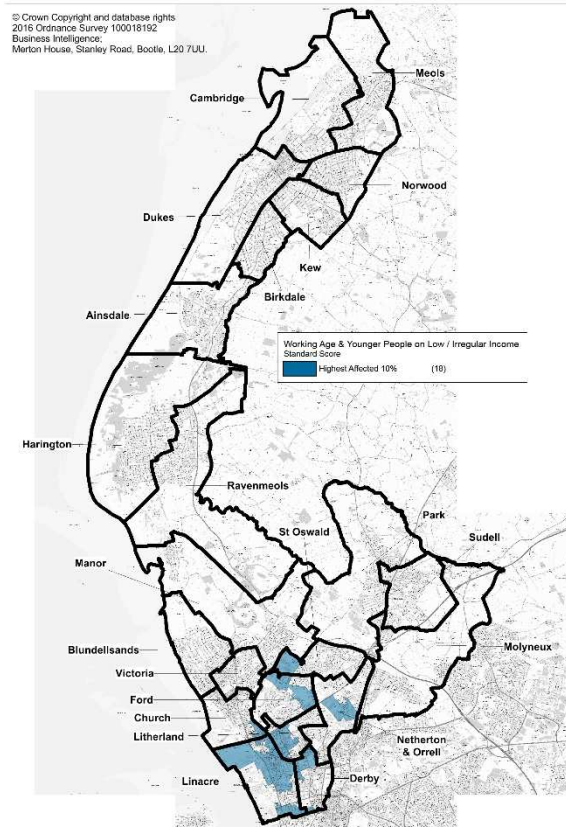 © Crown Copyright and database rights
2016 Ordnance Survey 100018192
Business Intelligence;
Merton House, Stanley Road, Bootle, L20 7UU.
Meols
Cambridge
Norwood
Dukes
Kew
Birkdale
Ainsdale
Working Age & Younger People on Low / Irregular Income
Standard Score
Highest Affected 10% (18)
Harington
Ravenmeols
Park
St Oswald
Sudell
Manor
Blundellsands
Molyneux
Victoria
Ford
Church
Litherland
Netherton
& Orrell
Linacre
Derby